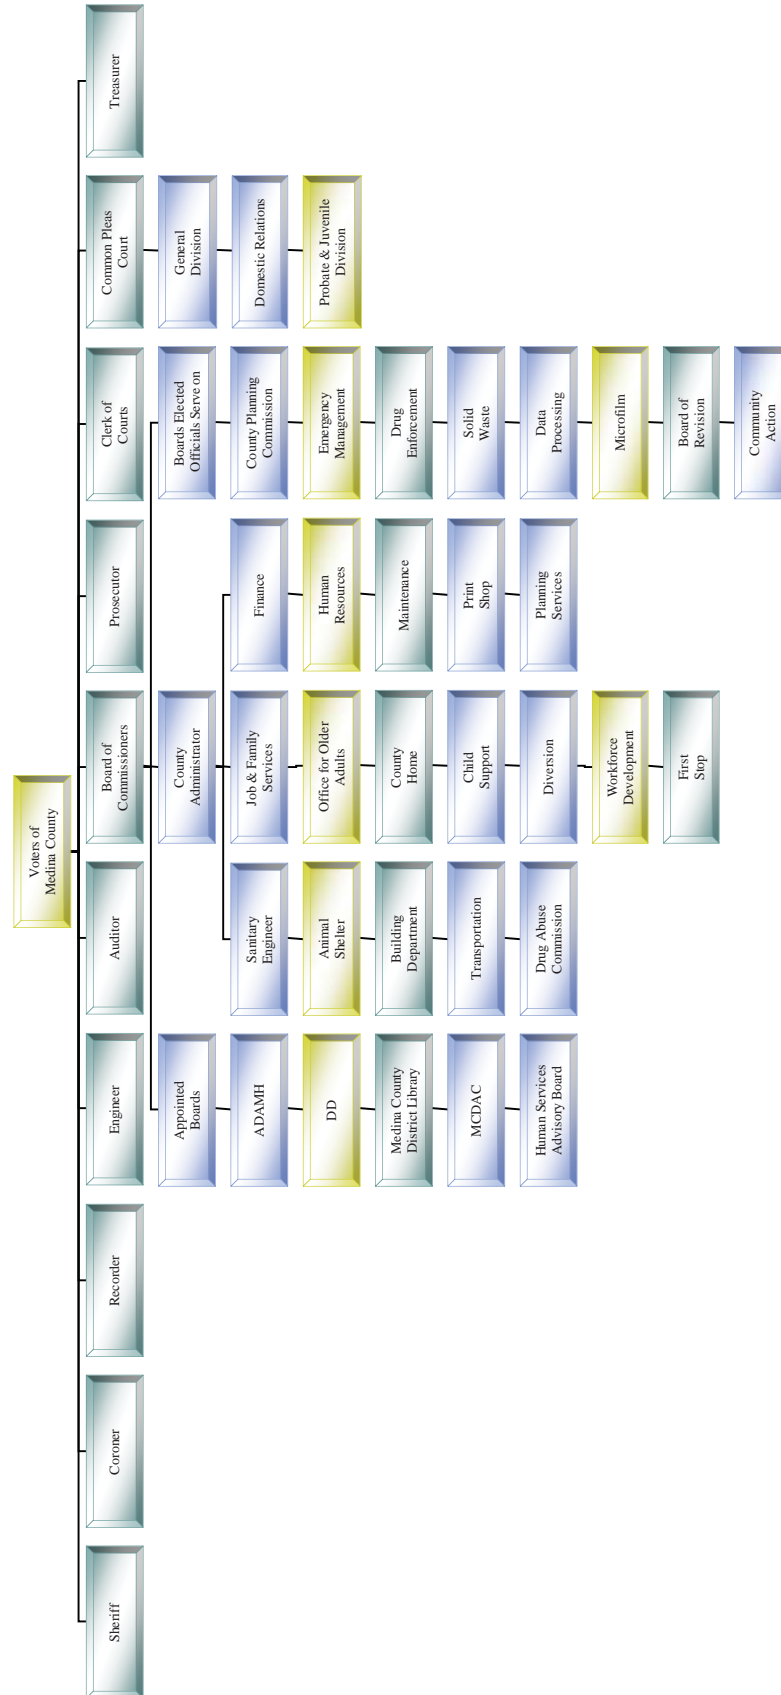 Voters of
Medina County
Sheriff
Coroner
Recorder
Engineer
Auditor
Board of
Commissioners
Prosecutor
Clerk of
Courts
Common Pleas
Court
Treasurer
Appointed
Boards
County
Administrator
Boards Elected
Officials Serve on
General
Division
ADAMH
Sanitary
Engineer
Job & Family
Services
Finance
County Planning
Commission
Domestic Relations
DD
Animal
Shelter
Office for Older
Adults
Human
Resources
Emergency
Management
Probate & Juvenile
Division
Medina County
District Library
Building
Department
County
Home
Maintenance
Drug
Enforcement
MCDAC
Transportation
Child
Support
Print
Shop
Solid
Waste
Human Services
Advisory Board
Drug Abuse
Commission
Diversion
Planning
Services
Data
Processing
Workforce
Development
Microfilm
First
Stop
Board of
Revision
Community
Action